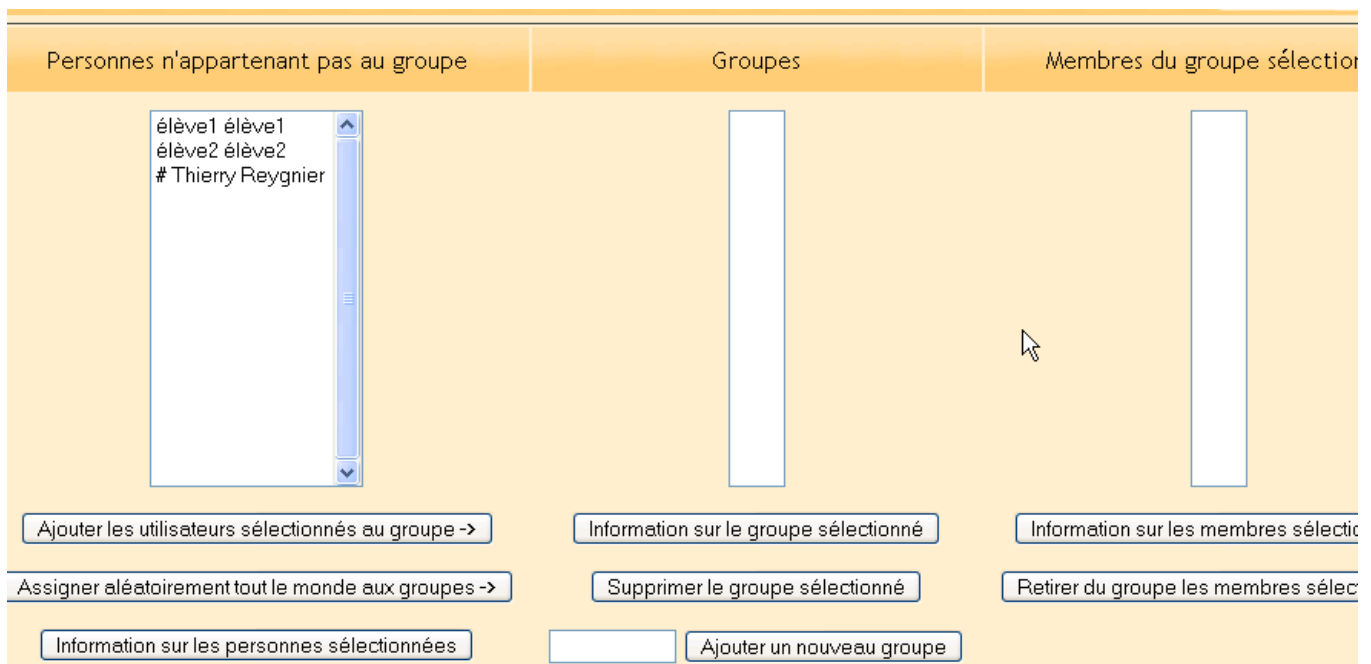 Personnes n'appartenant pas au groupe
Groupes
Membres du groupe sélection
élève1 élève1
élève2 élève2
# Thierry Reygnier
Ajouter les utilisateurs sélectionnés au groupe ->
Information sur le groupe sélectionné
Information sur les membres sélectio
Assigner aléatoirement tout le monde aux groupes ->
Supprimer le groupe sélectionné
Retirer du groupe les membres sélec
Information sur les personnes sélectionnées
Ajouter un nouveau groupe